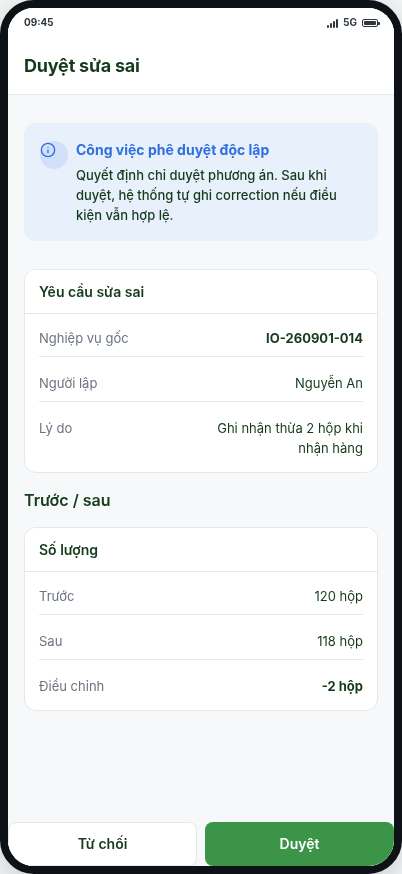 09:45
5G
Duyệt sửa sai
Công việc phê duyệt độc lập
Quyết định chỉ duyệt phương án. Sau khi
duyệt, hệ thống tự ghi correction nếu điều
kiện vẫn hợp lệ.
Yêu cầu sửa sai
Nghiệp vụ gốc IO-260901-014
Người lập Nguyễn An
Lý do Ghi nhận thừa 2 hộp khi
nhận hàng
Trước / sau
Số lượng
Trước 120 hộp
Sau 118 hộp
Điều chỉnh -2 hộp
Từ chối Duyệt